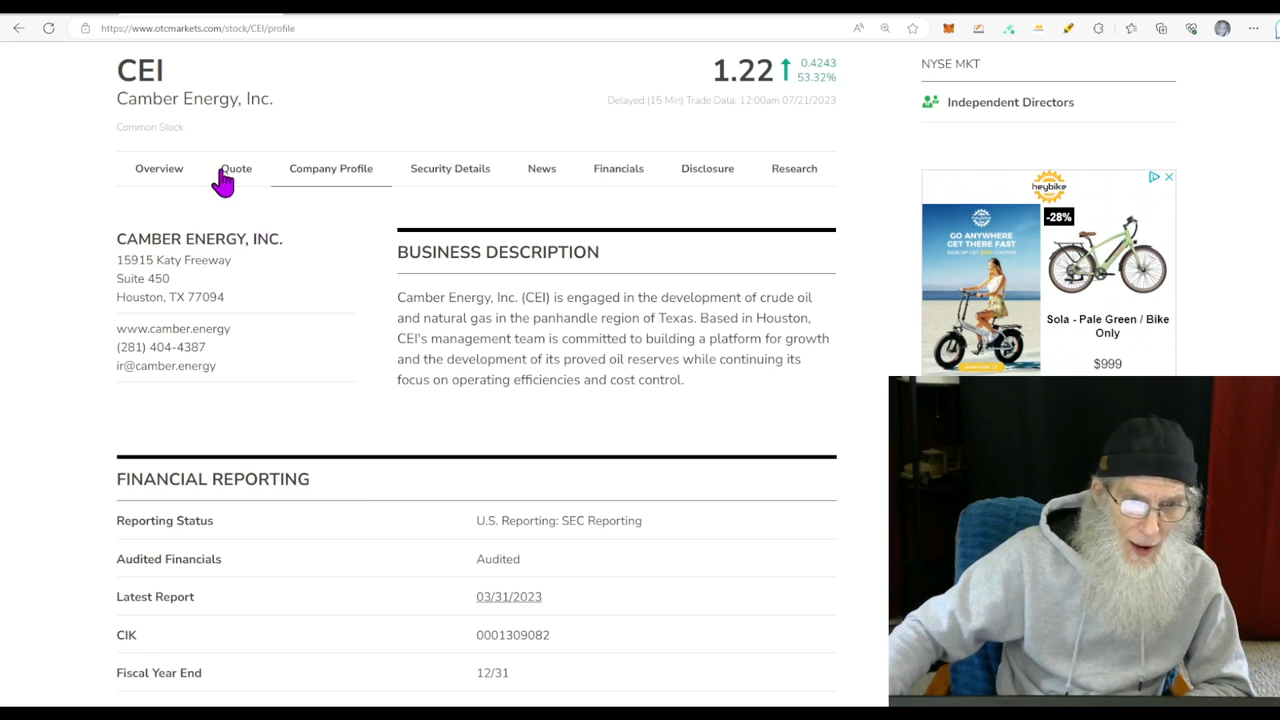 https://www.otcmarkets.com/stock/CEI/profile
CEI
1.22
0.4243
53.32%
Camber Energy, Inc.
Delayed (15 Min) Trade Data: 12:00am 07/21/2023
Common Stock
Overview
Quote
Company Profile
Security Details
News
Financials
Disclosure
Research
CAMBER ENERGY, INC.
15915 Katy Freeway
Suite 450
Houston, TX 77094
www.camber.energy
(281) 404-4387
ir@camber.energy
BUSINESS DESCRIPTION
Camber Energy, Inc. (CEI) is engaged in the development of crude oil
and natural gas in the panhandle region of Texas. Based in Houston,
CEI's management team is committed to building a platform for growth
and the development of its proved oil reserves while continuing its
focus on operating efficiencies and cost control.
FINANCIAL REPORTING
Reporting Status
U.S. Reporting: SEC Reporting
Audited Financials
Audited
Latest Report
03/31/2023
CIK
0001309082
Fiscal Year End
12/31
NYSE MKT
Independent Directors
heybike
GO ANYWHERE
GET THERE FAST
-28%
Sola - Pale Green / Bike
Only
$999